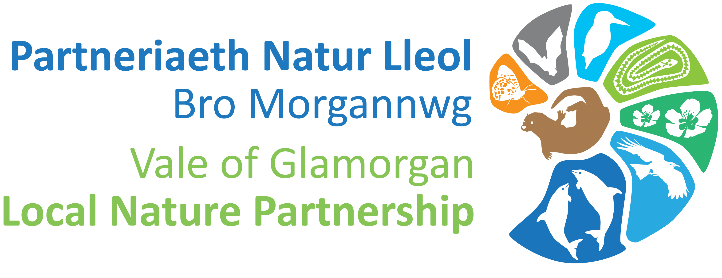 Partneriaeth Natur Lleol
Bro Morgannwg
Vale of Glamorgan
Local Nature Partnership